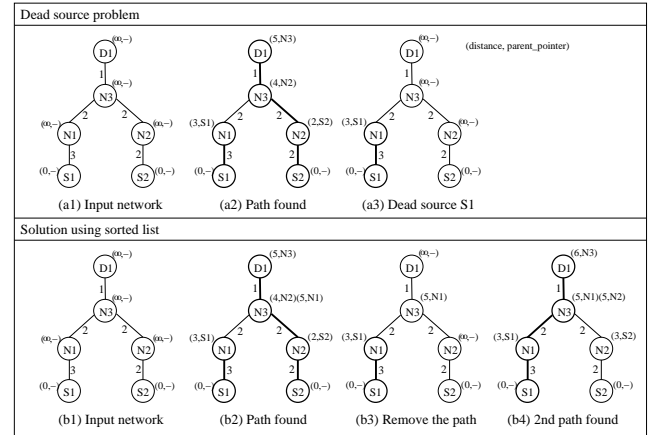 Dead source problem
(∞,−) (5,N3) (∞,−) (distance, parent_pointer)
D1 D1 D1
1 1 1
(∞,−) (4,N2) (∞,−)
N3 N3 N3
2 2 2 2 2 2
(∞,−) (∞,−) (3,S1) (2,S2) (3,S1) (∞,−)
N1 N2 N1 N2 N1 N2
3 2 3 2 3 2
(0,−) (0,−) (0,−) (0,−) (0,−) (0,−)
S1 S2 S1 S2 S1 S2
(a1) Input network (a2) Path found (a3) Dead source S1
Solution using sorted list
(∞,−) (5,N3) (∞,−) (6,N3)
D1 D1 D1 D1
1 1 1 1
(∞,−) (4,N2)(5,N1) (5,N1) (5,N1)(5,N2)
N3 N3 N3 N3
2 2 2 2 2 2 2 2
(∞,−) (∞,−) (3,S1) (2,S2) (3,S1) (∞,−) (3,S1) (3,S2)
N1 N2 N1 N2 N1 N2 N1 N2
3 2 3 2 3 2 3 2
(0,−) (0,−) (0,−) (0,−) (0,−) (0,−) (0,−) (0,−)
S1 S2 S1 S2 S1 S2 S1 S2
(b1) Input network (b2) Path found (b3) Remove the path (b4) 2nd path found